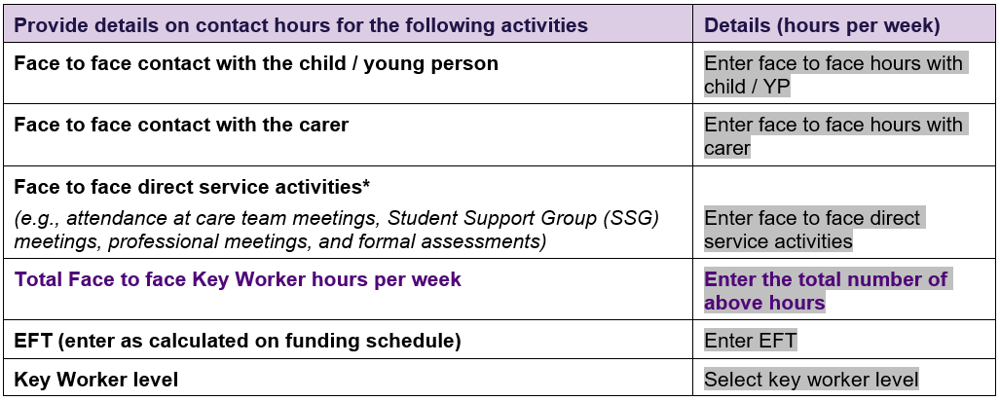 Provide details on contact hours for the following activities
Details (hours per week)
Face to face contact with the child / young person
Enter face to face hours with
child / YP
Face to face contact with the carer
Enter face to face hours with
carer
Face to face direct service activities*
(e.g., attendance at care team meetings, Student Support Group (SSG)
meetings, professional meetings, and formal assessments)
Enter face to face direct
service activities
Total Face to face Key Worker hours per week
Enter the total number of
above hours
EFT (enter as calculated on funding schedule)
Enter EFT
Key Worker level
Select key worker level